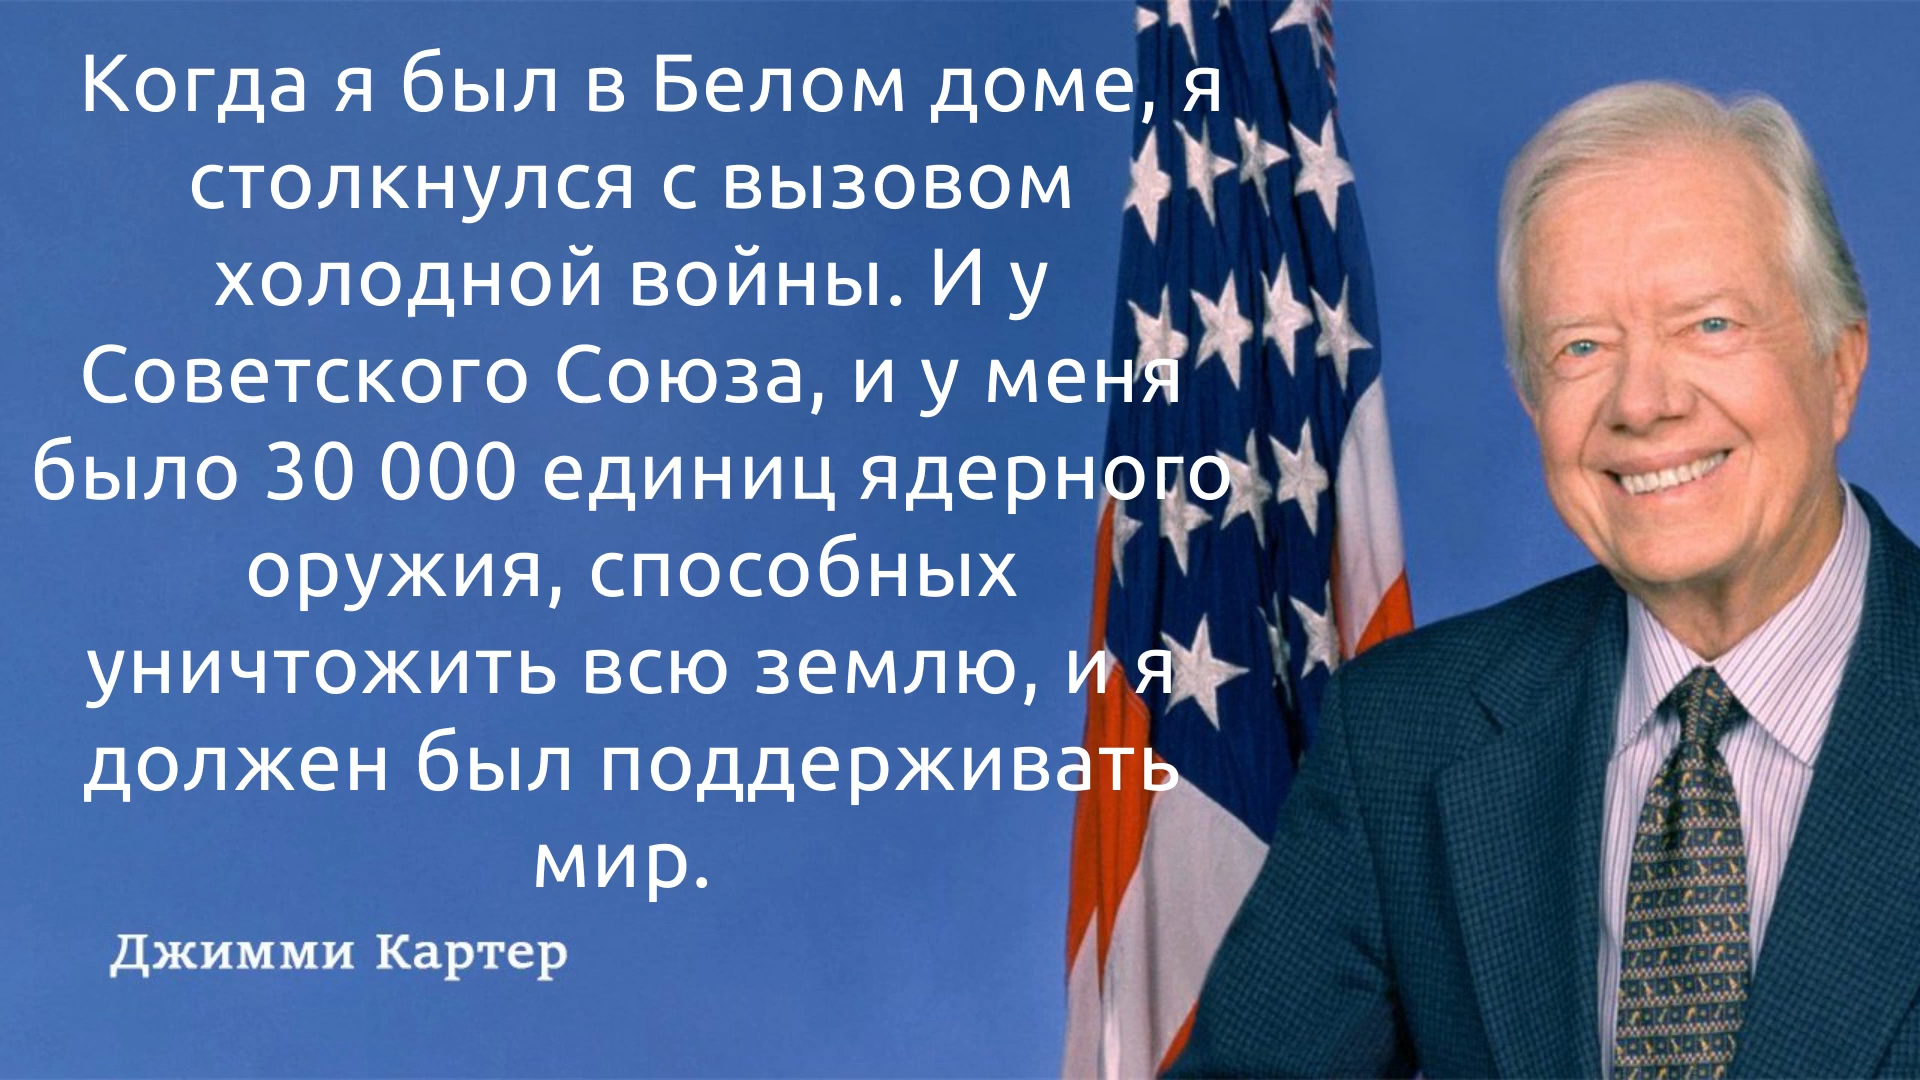 Когда я был в Белом доме, я
столкнулся с вызовом
холодной войны. И у
Советского Союза, и у меня
было 30 000 единиц ядерного
оружия, способных
уничтожить всю землю, и я
должен был поддерживать
мир.
Джимми Картер